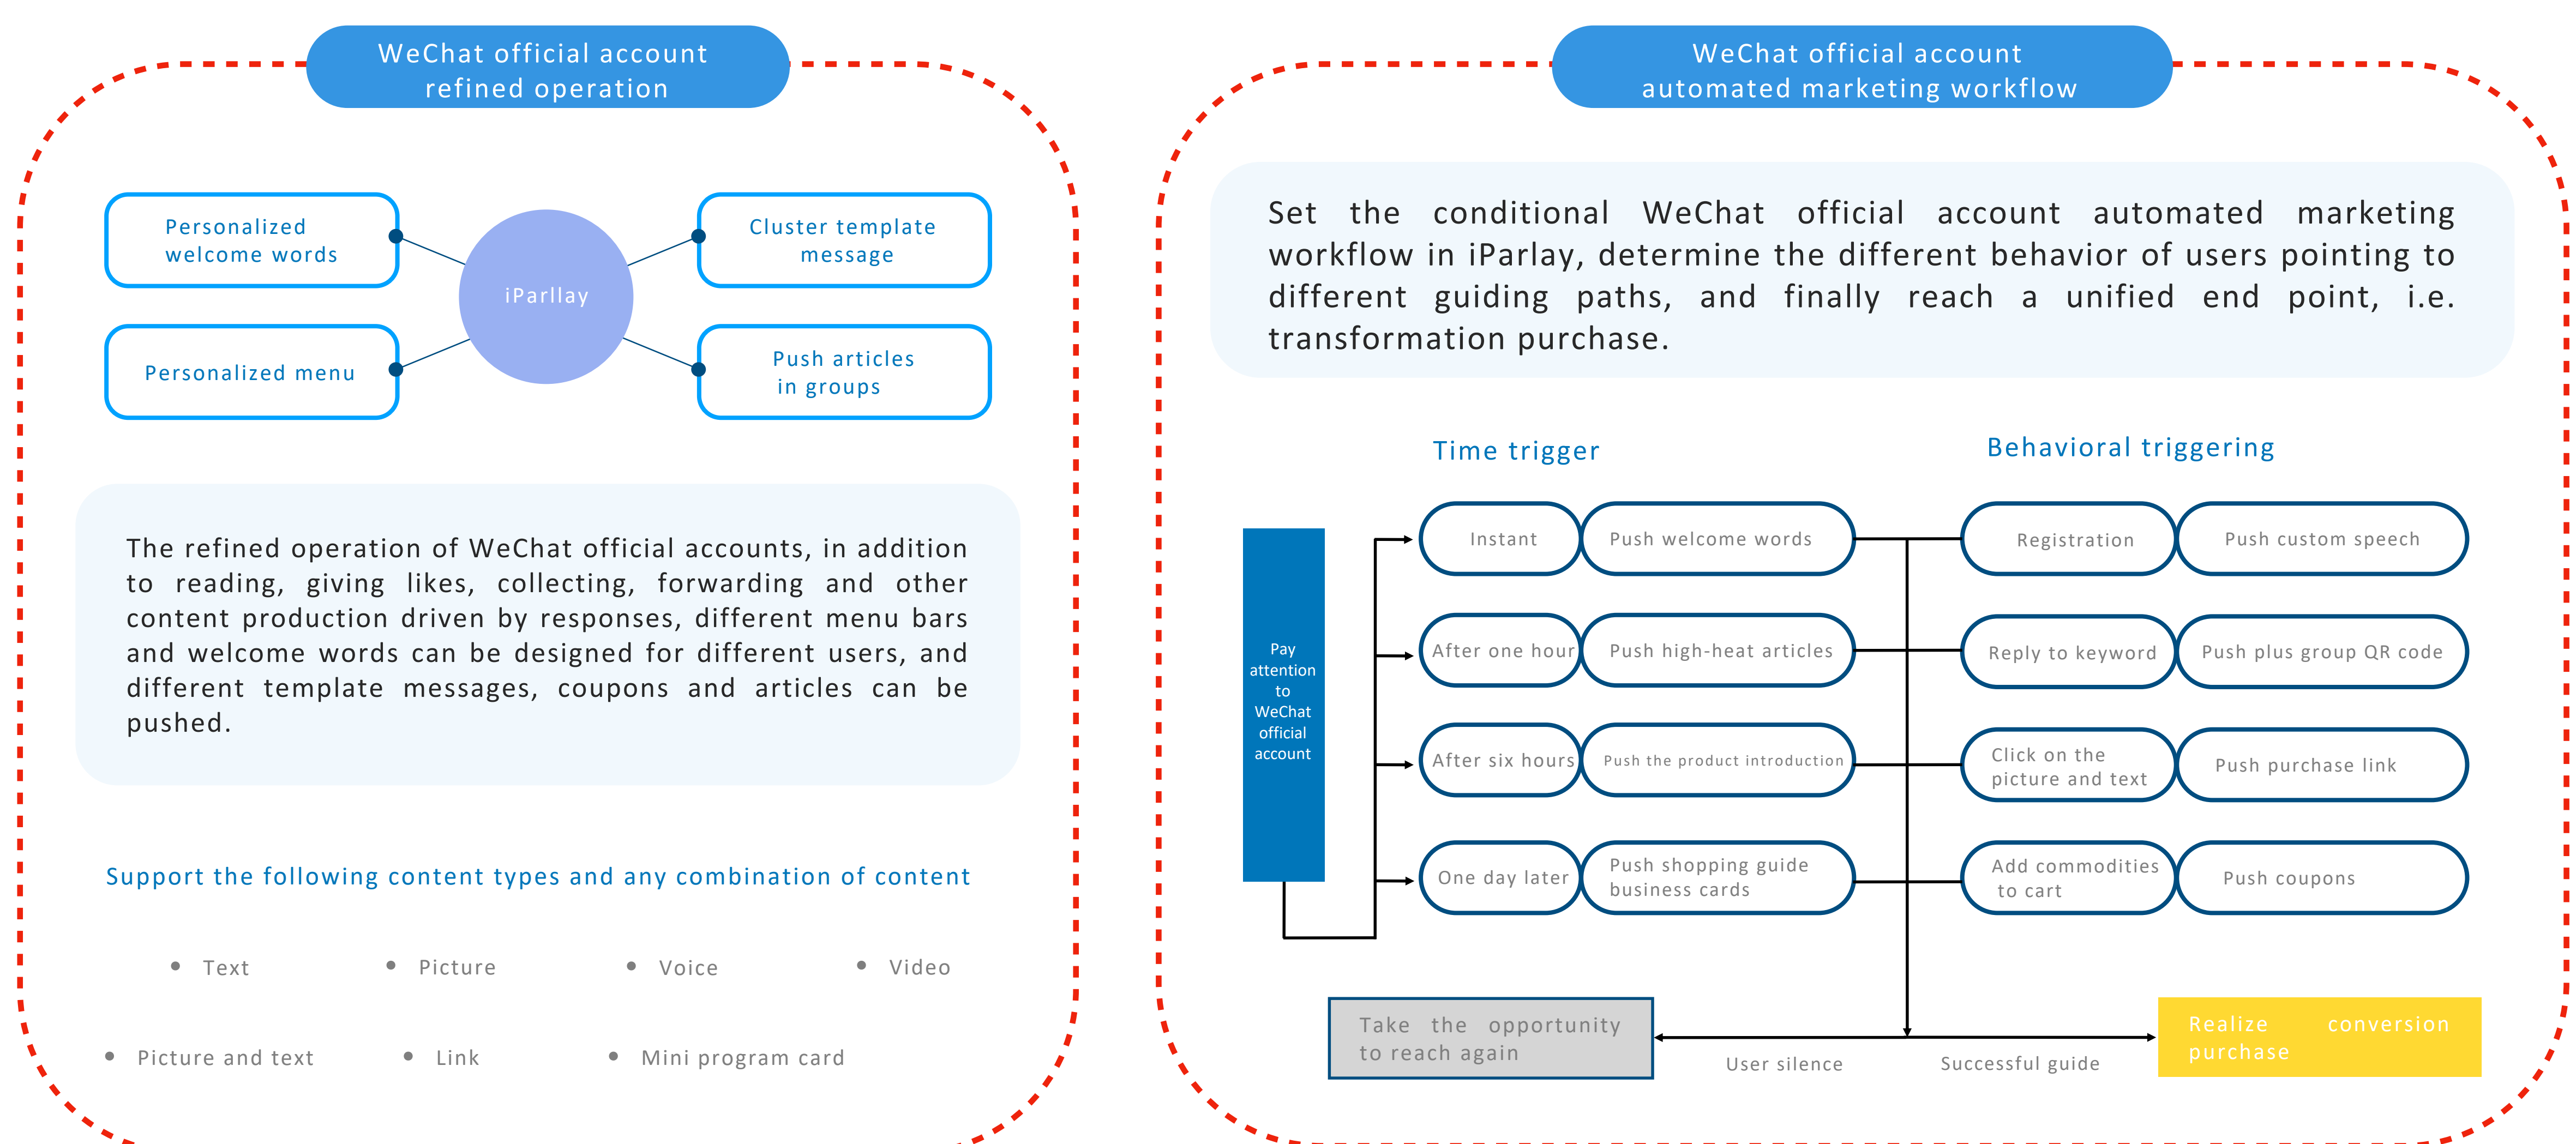 WeChat official account
refined operation
Personalized
welcome words
Cluster template
message
iParllay
Personalized menu
Push articles
in groups
The refined operation of WeChat official accounts, in addition
to reading, giving likes, collecting, forwarding and other
content production driven by responses, different menu bars
and welcome words can be designed for different users, and
different template messages, coupons and articles can be
pushed.
Support the following content types and any combination of content
• Text
• Picture
• Voice
• Video
• Picture and text
• Link
• Mini program card
WeChat official account
automated marketing workflow
Set the conditional WeChat official account automated marketing
workflow in iParlay, determine the different behavior of users pointing to
different guiding paths, and finally reach a unified end point, i.e.
transformation purchase.
Time trigger
Behavioral triggering
Pay
attention
to
WeChat
official
account
Instant
Push welcome words
Registration
Push custom speech
After one hour
Push high-heat articles
Reply to keyword
Push plus group QR code
After six hours
Push the product introduction
Click on the
picture and text
Push purchase link
One day later
Push shopping guide
business cards
Add commodities
to cart
Push coupons
Take the opportunity
to reach again
User silence
Successful guide
Realize conversion
purchase